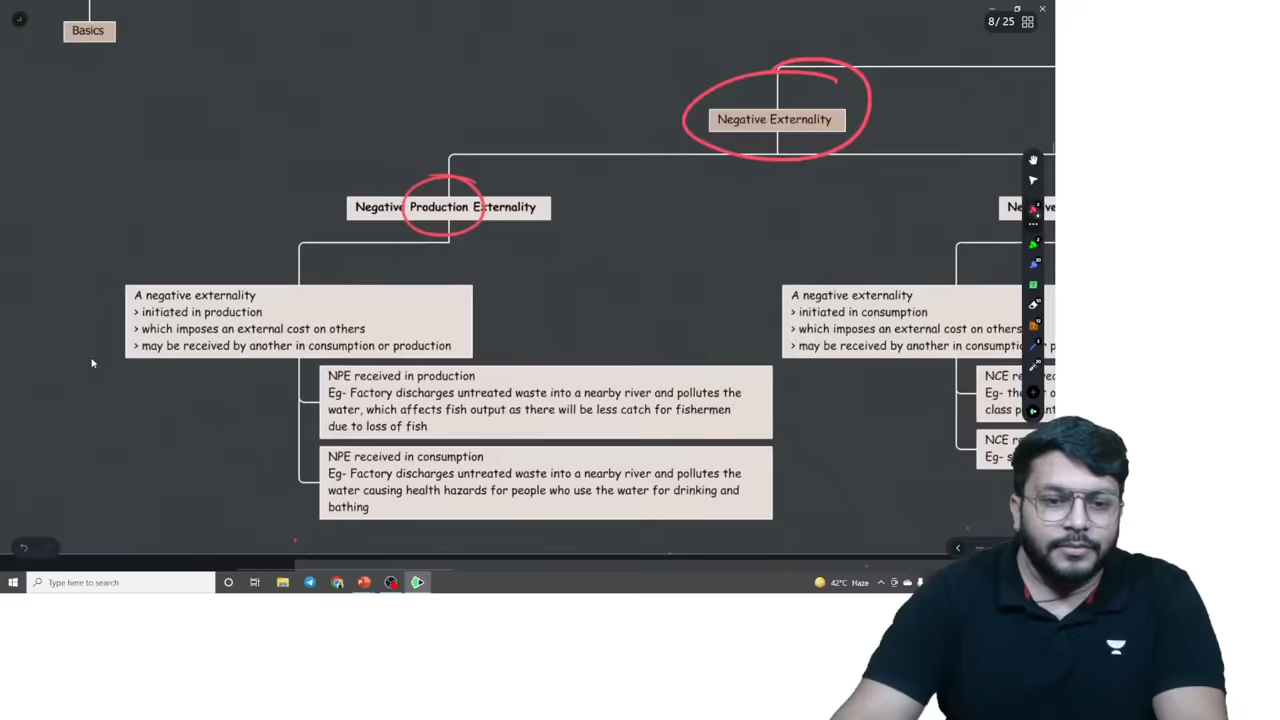 Basics
8/25
Negative Externality
Negative Production Externality
A negative externality
> initiated in production
> which imposes an external cost on others
> may be received by another in consumption or production
NPE received in production
Eg- Factory discharges untreated waste into a nearby river and pollutes the
water, which affects fish output as there will be less catch for fishermen
due to loss of fish
NPE received in consumption
Eg- Factory discharges untreated waste into a nearby river and pollutes the
water causing health hazards for people who use the water for drinking and
bathing
A negative externality
> initiated in consumption
> which imposes an external cost on others
> may be received by another in
NCE
Eg-
class
NCE
Eg-
Type here to search
42°C Haze